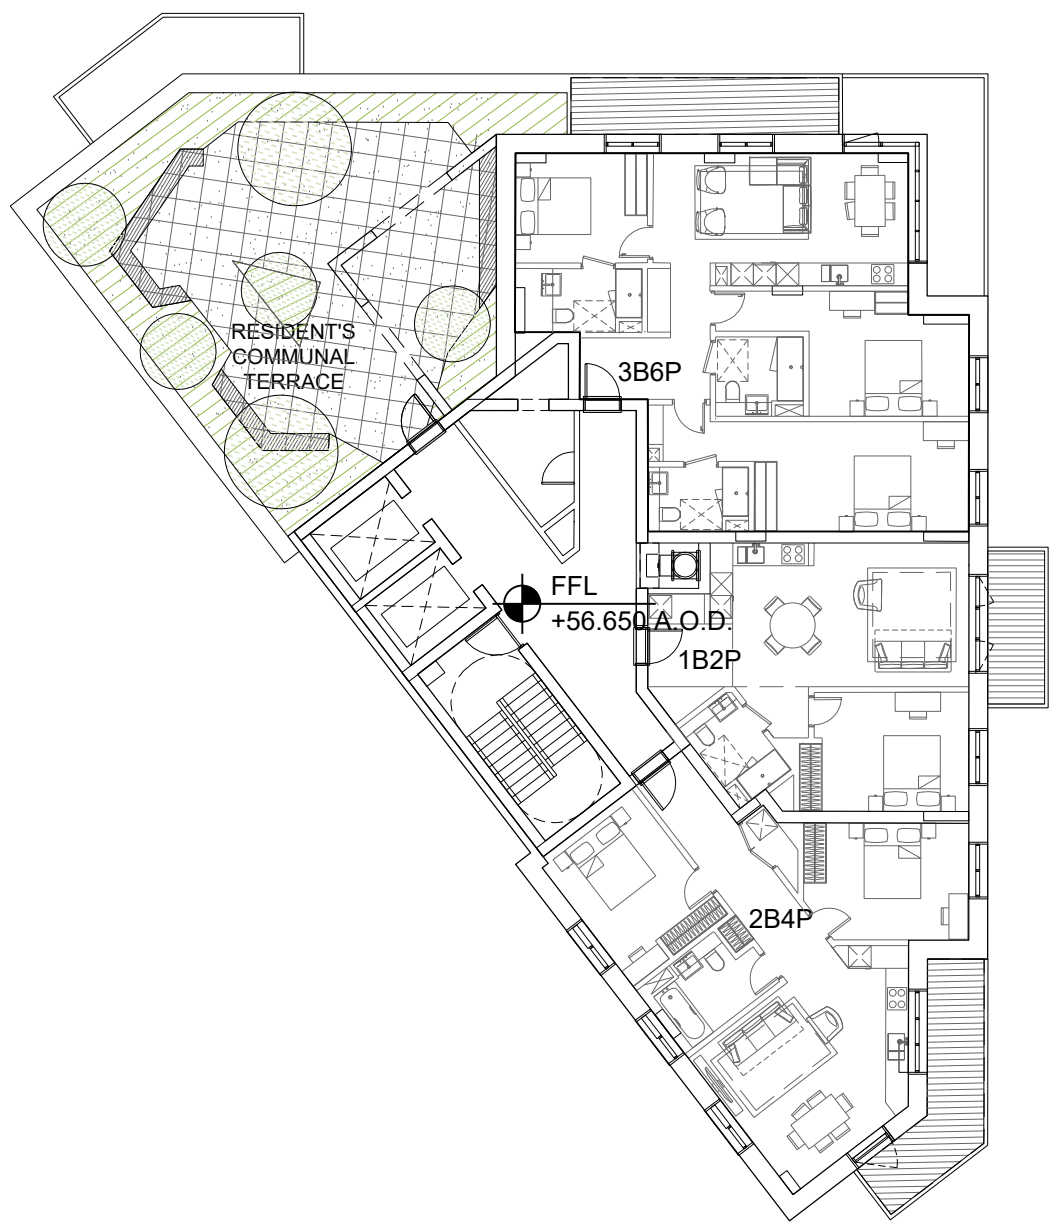 RESIDENT'S
COMMUNAL
TERRACE
3B6P
FFL
+56.650 A.O.D.
1B2P
2B4P